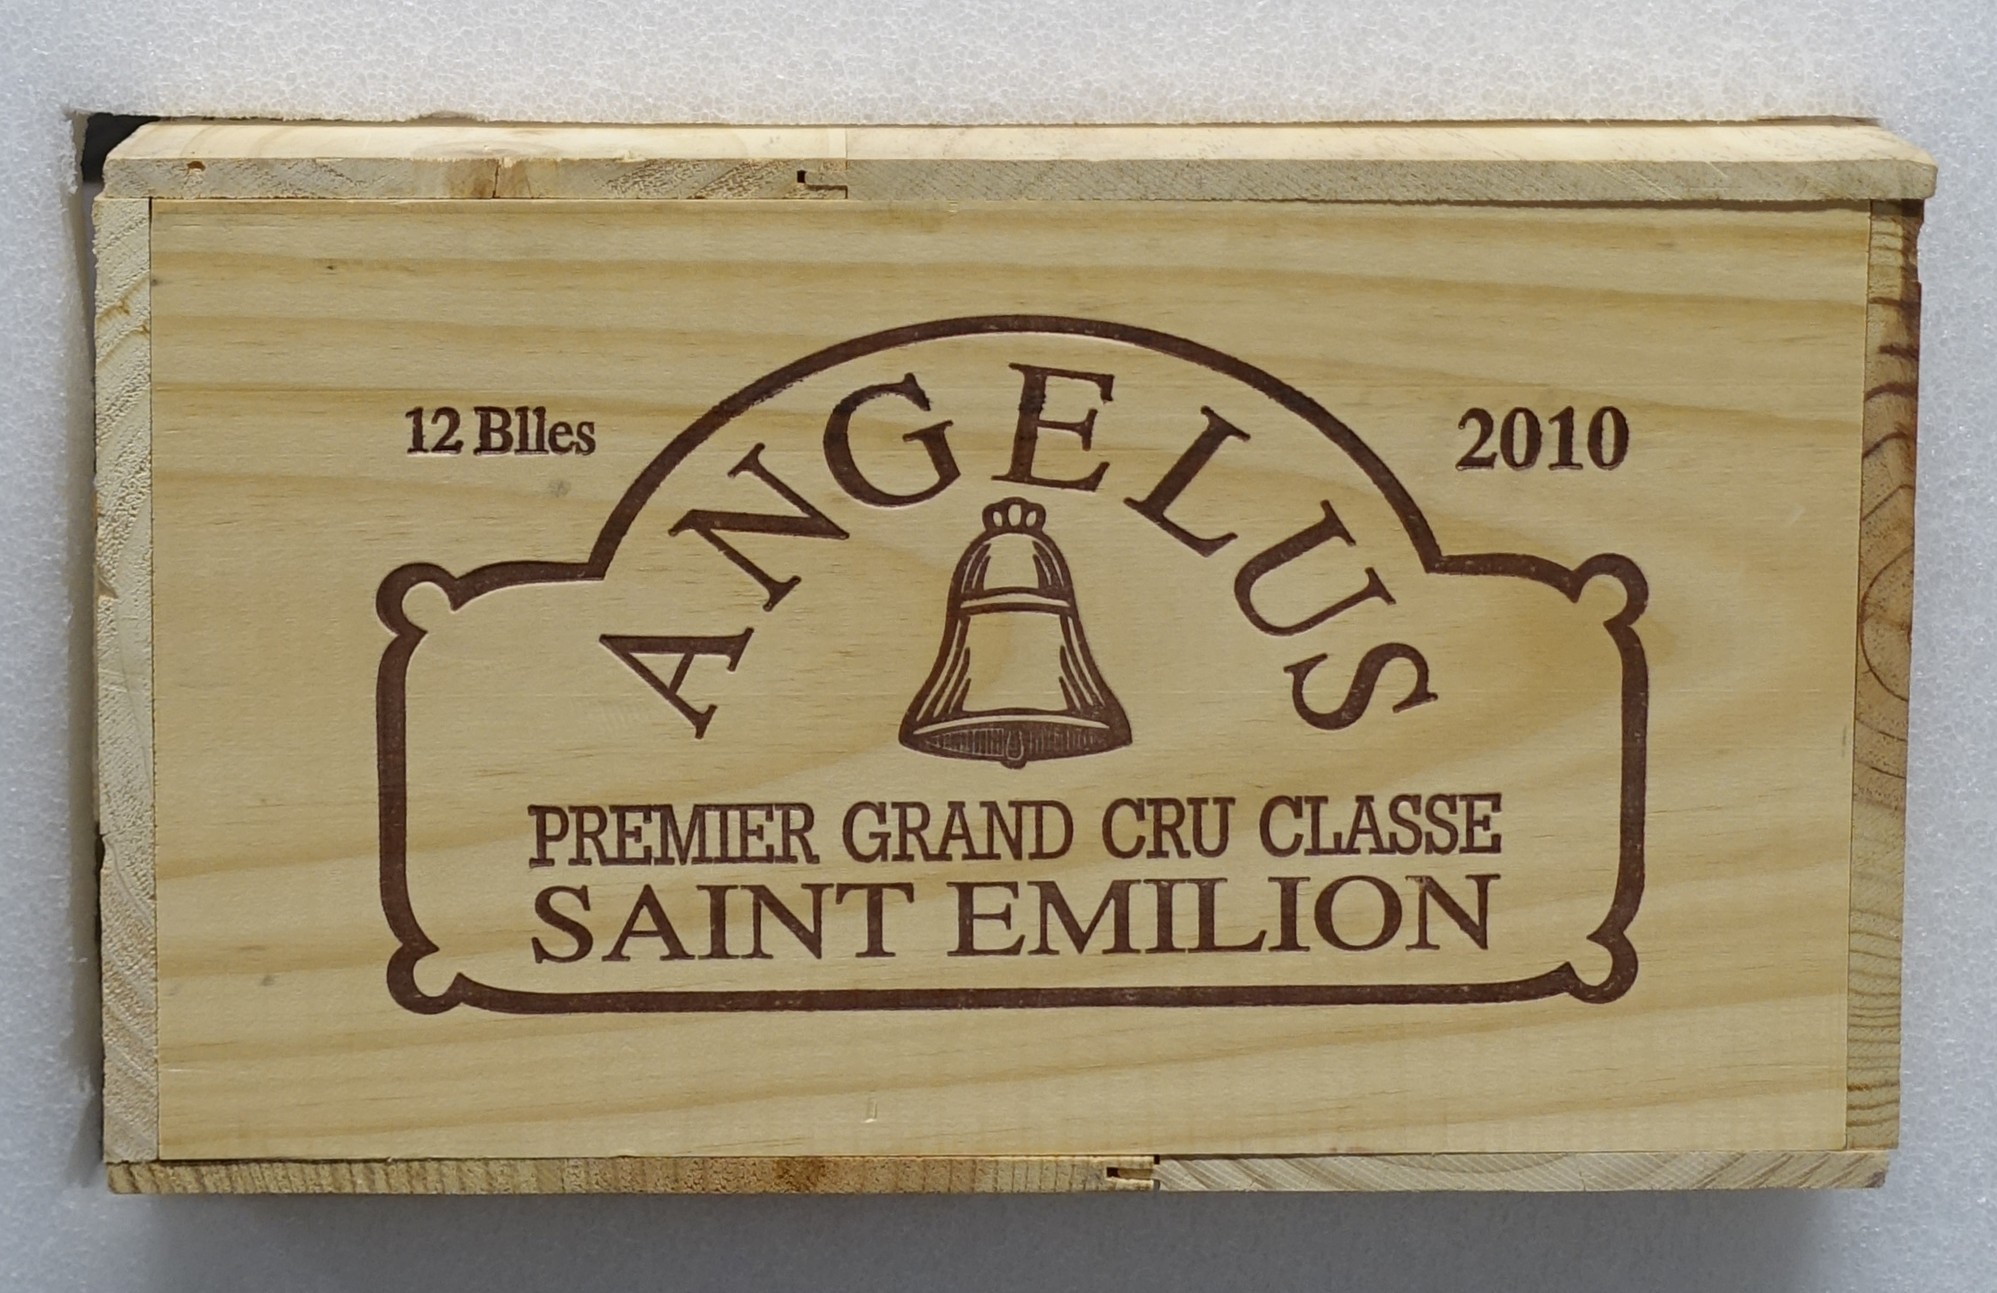 12 Blles
2010
ANGELUS
PREMIER GRAND CRU CLASSE
SAINT EMILION